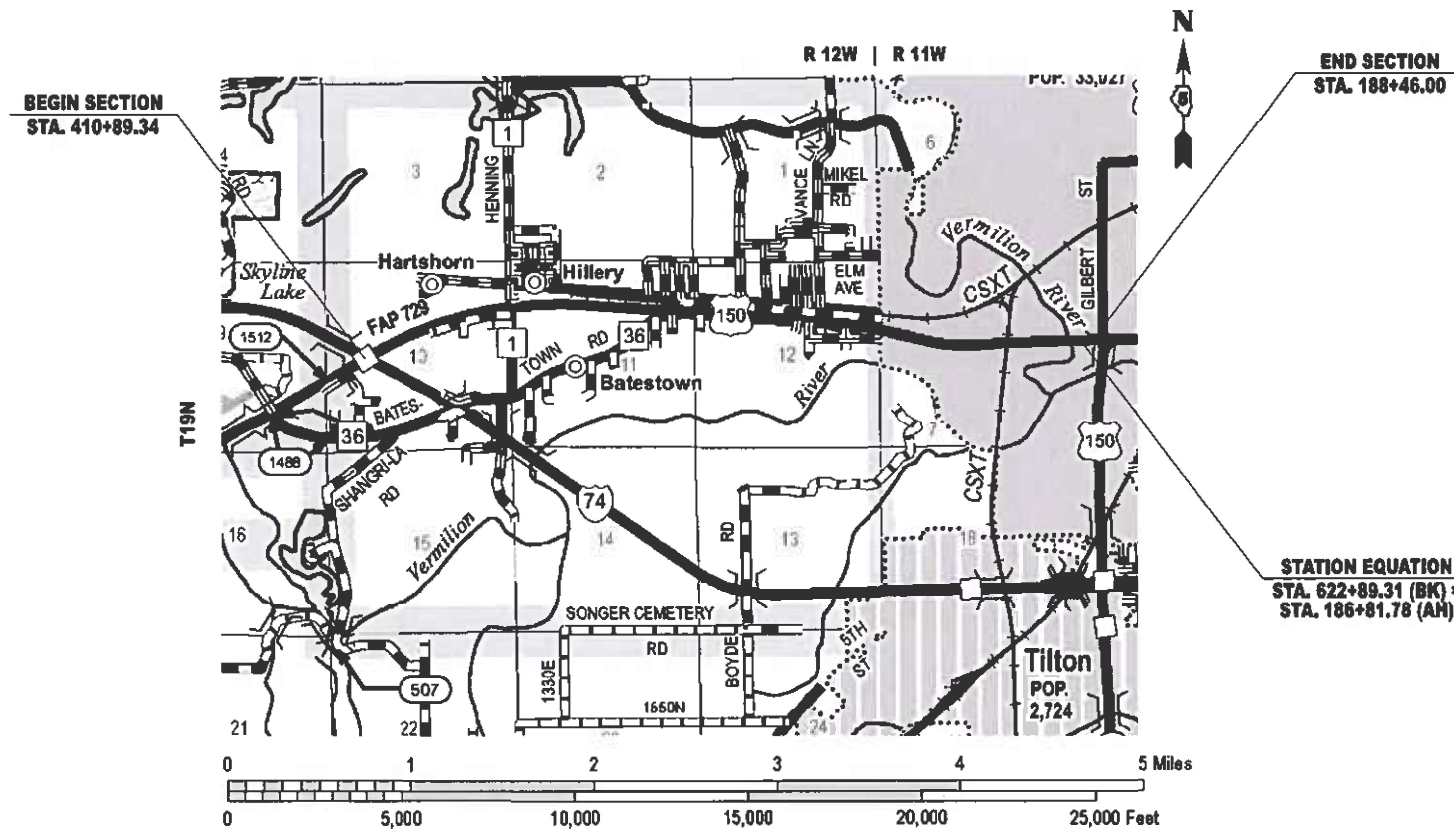 N
5
R 12W | R 11W
POP. 33,027
BEGIN SECTION
STA. 410+89.34
END SECTION
STA. 188+46.00
1
3
2
1
6
4
RD
HENNING
VANCE
LN
MIKEL
RD
ST
Vermilion
River
CSXT
GILBERT
Hartshorn
Hillery
ELM
AVE
Skyline
Lake
FAP 729
150
1512
1
TOWN RD
36
12
11
BATES-
Batestown
River
T19N
36
1488
7
150
SHANGRI-LA
RD
CSXT
74
16
15
Vermilion
14
RD
13
18
STATION EQUATION
STA. 622+89.31 (BK) =
STA. 186+81.78 (AH)
SONGER CEMETERY
RD
5TH
ST
1330E
BOYDE
Tilton
POP.
2,724
507
1650N
21
22
24
0 1 2 3 4 5 Miles
0 5,000 10,000 15,000 20,000 25,000 Feet